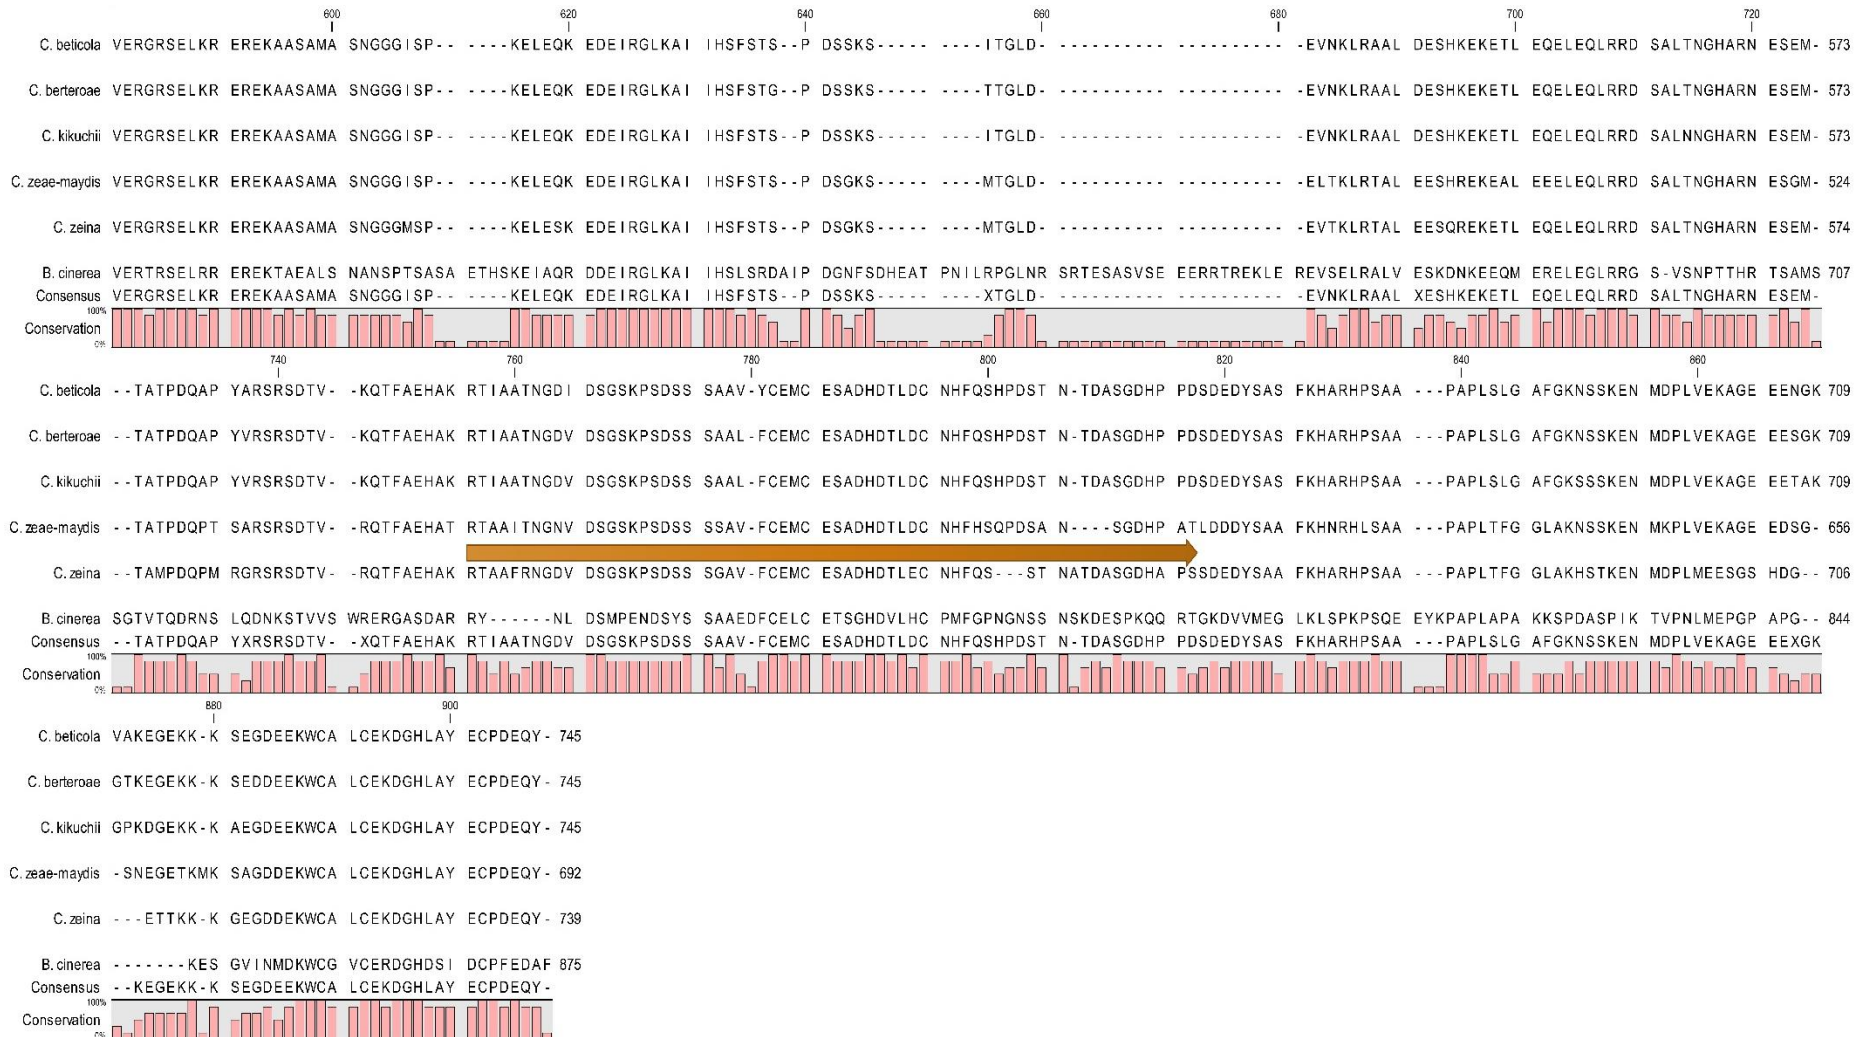 600 620 640 660 680 700 720
C. beticola VERGRSELKR EREKAASAMA SNGGGISP-- -----KELEQK EDEIRGLKAI IHSFSTS--P DSSKS----- -----ITGLD- ---------- ---------- -EVNKLRAAL DESHKEKETL EQELEQLRRD SALTNGHARN ESEM- 573
C. berteroae VERGRSELKR EREKAASAMA SNGGGISP-- ----KELEQK EDEIRGLKAI IHSFSTG--P DSSKS----- ----TTGLD- ---------- ---------- -EVNKLRAAL DESHKEKETL EQELEQLRRD SALTNGHARN ESEM- 573
C. kikuchii VERGRSELKR EREKAASAMA SNGGGISP-- ----KELEQK EDEIRGLKAI IHSFSTS--P DSSKS----- ----ITGLD- ---------- ---------- -EVNKLRAAL DESHKEKETL EQELEQLRRD SALNNGHARN ESEM- 573
C. zeae-maydis VERGRSELKR EREKAASAMA SNGGGISP-- ----KELEQK EDEIRGLKAI IHSFSTS--P DSGKS----- ----MTGLD- ---------- ---------- -ELTKLRTAL EESHREKEAL EEELEQLRRD SALTNGHARN ESGM- 524
C. zeina VERGRSELKR EREKAASAMA SNGGGMSP-- ----KELESK EDEIRGLKAI IHSFSTS--P DSGKS----- ----MTGLD- ---------- ---------- -EVTKLRTAL EESQREKETL EQELEQLRRD SALTNGHARN ESEM- 574
B. cinerea VERTRSELRR EREKTAEALS NANSPTSASA ETHSKEIAQR DDEIRGLKAI IHSLSRDAIP DGNFSDHEAT PNILRPGLNR SRTESASVSE EERRTREKLE REVSELRALV ESKDNKEEQM ERELEGLRRG S-VSNPTTHR TSAMS 707
Consensus VERGRSELKR EREKAASAMA SNGGGISP-- ----KELEQK EDEIRGLKAI IHSFSTS--P DSSKS----- ----XTGLD- ---------- ---------- -EVNKLRAAL XESHKEKETL EQELEQLRRD SALTNGHARN ESEM-
100%
Conservation
0%
740 760 780 800 820 840 860
C. beticola --TATPDQAP YARSRSDTV- -KQTFAEHAK RTIAATNGDI DSGSKPSDSS SAAV-YCEMC ESADHDTLDC NHFQSHPDST N-TDASGDHP PDSDEDYSAS FKHARHPSAA ---PAPLSLG AFGKNSSKEN MDPLVEKAGE EENGK 709
C. berteroae --TATPDQAP YVRSRSDTV- -KQTFAEHAK RTIAATNGDV DSGSKPSDSS SAAL-FCEMC ESADHDTLDC NHFQSHPDST N-TDASGDHP PDSDEDYSAS FKHARHPSAA ---PAPLSLG AFGKNSSKEN MDPLVEKAGE EESGK 709
C. kikuchii --TATPDQAP YVRSRSDTV- -KQTFAEHAK RTIAATNGDV DSGSKPSDSS SAAL-FCEMC ESADHDTLDC NHFQSHPDST N-TDASGDHP PDSDEDYSAS FKHARHPSAA ---PAPLSLG AFGKSSSKEN MDPLVEKAGE EETAK 709
C. zeae-maydis --TATPDQPT SARSRSDTV- -RQTFAEHAT RTAAITNGNV DSGSKPSDSS SSAV-FCEMC ESADHDTLDC NHFHSQPDSA N----SGDHP ATLDDDYSAA FKHNRHLSAA ---PAPLTFG GLAKNSSKEN MKPLVEKAGE EDSG- 656
C. zeina --TAMPDQPM RGRSRSDTV- -RQTFAEHAK RTAAFRNGDV DSGSKPSDSS SGAV-FCEMC ESADHDTLEC NHFQS---ST NATDASGDHA PSSDEDYSAA FKHARHPSAA ---PAPLTFG GLAKHSTKEN MDPLMEESGS HDG-- 706
B. cinerea SGTVTQDRNS LQDNKSTVVS WRERGASDAR RY------NL DSMPENDSYS SAAEDFCELC ETSGHDVLHC PMFGPNGNSS NSKDESPKQQ RTGKDVVMEG LKLSPKPSQE EYKPAPLAPA KKSPDASPIK TVPNLMEPGP APG-- 844
Consensus --TATPDQAP YXRSRSDTV- -XQTFAEHAK RTIAATNGDV DSGSKPSDSS SAAV-FCEMC ESADHDTLDC NHFQSHPDST N-TDASGDHP PDSDEDYSAS FKHARHPSAA ---PAPLSLG AFGKNSSKEN MDPLVEKAGE EEXGK
100%
Conservation
0%
880 900
C. beticola VAKEGEKK-K SEGDEEKWCA LCEKDGHLAY ECPDEQY- 745
C. berteroae GTKEGEKK-K SEDDEEKWCA LCEKDGHLAY ECPDEQY- 745
C. kikuchii GPKDGEKK-K AEGDEEKWCA LCEKDGHLAY ECPDEQY- 745
C. zeae-maydis -SNEGETKMK SAGDDEKWCA LCEKDGHLAY ECPDEQY- 692
C. zeina ---ETTKK-K GEGDDEKWCA LCEKDGHLAY ECPDEQY- 739
B. cinerea -------KES GVINMDKWCG VCERDGHDSI DCPFEDAF 875
Consensus --KEGEKK-K SEGDEEKWCA LCEKDGHLAY ECPDEQY-
100%
Conservation
0%